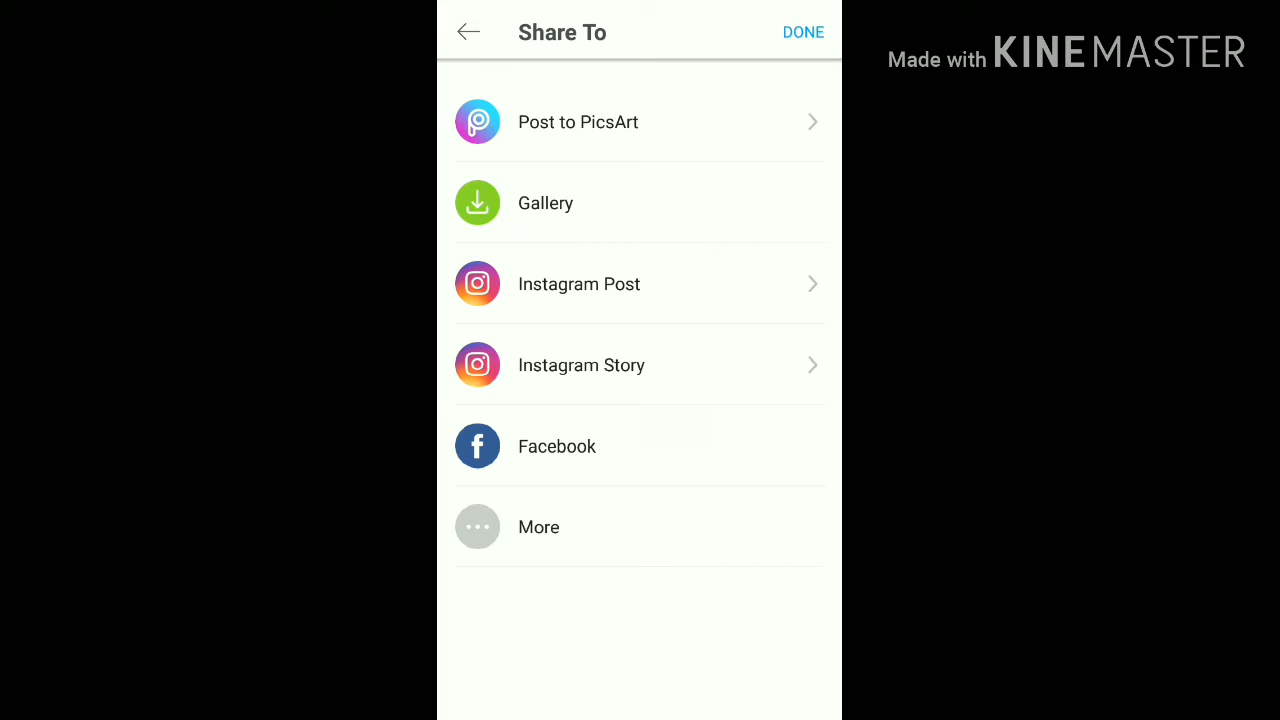 Share To
DONE
Made with KINEMASTER
Post to PicsArt
Gallery
Instagram Post
Instagram Story
Facebook
More